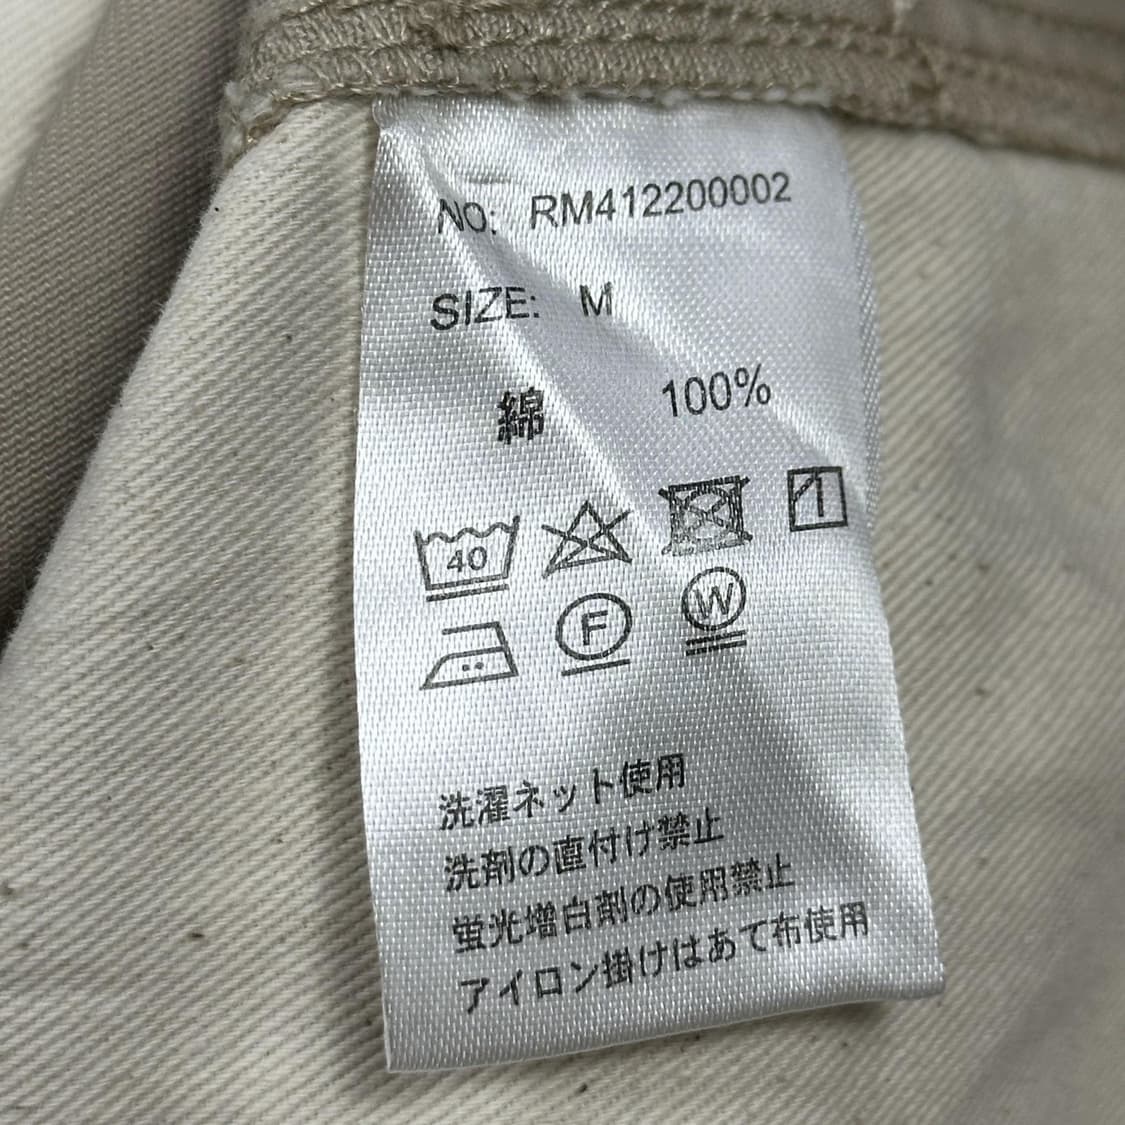 NO: RM412200002
SIZE: M
綿 100%
40
F W
洗濯ネット使用
洗剤の直付け禁止
蛍光増白剤の使用禁止
アイロン掛けはあて布使用